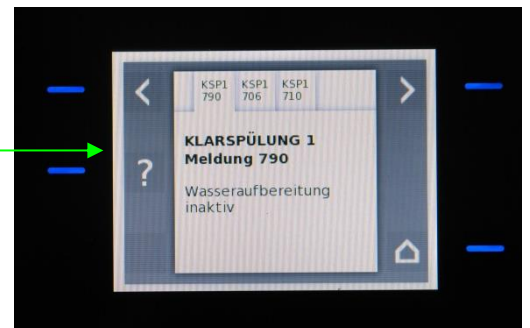 KSP1 KSP1 KSP1
790 706 710
KLARSPÜLUNG 1
Meldung 790
?
Wasseraufbereitung
inaktiv